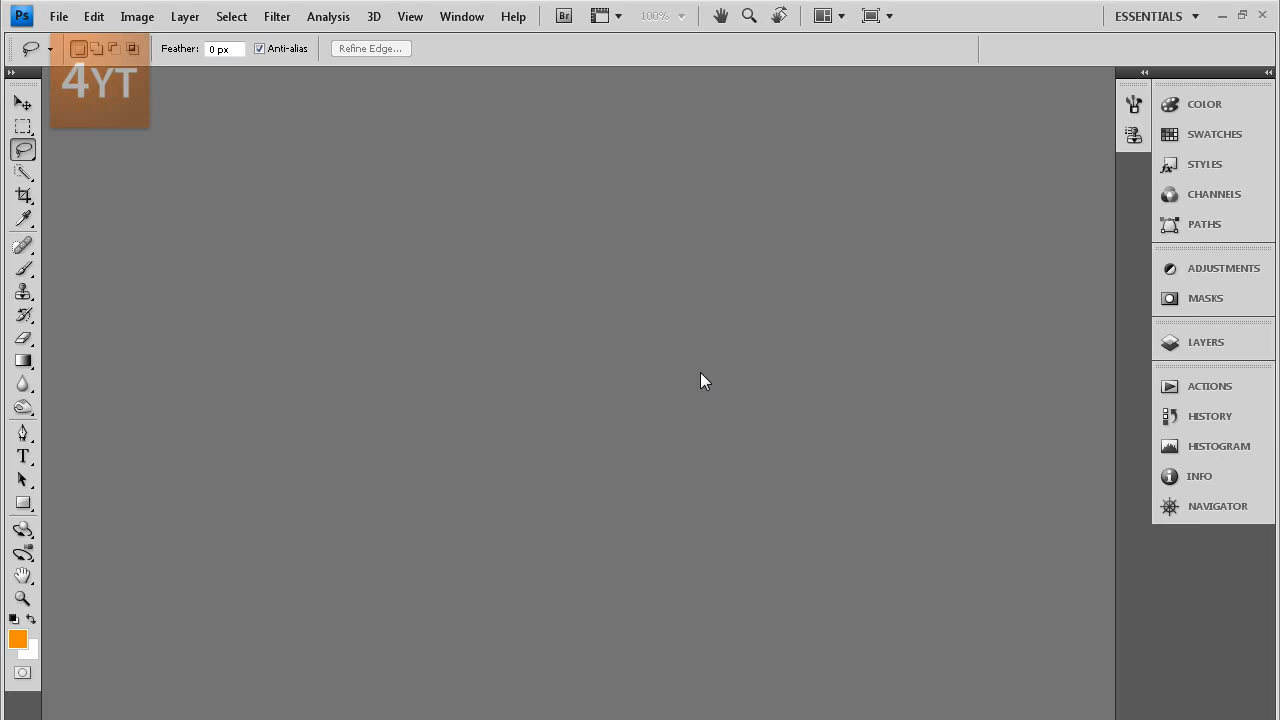 Ps File Edit Image Layer Select Filter Analysis 3D View Window Help Br 100% ESSENTIALS
Feather: 0 px Anti-alias Refine Edge...
4YT
COLOR
SWATCHES
STYLES
CHANNELS
PATHS
ADJUSTMENTS
MASKS
LAYERS
ACTIONS
HISTORY
HISTOGRAM
INFO
NAVIGATOR
T